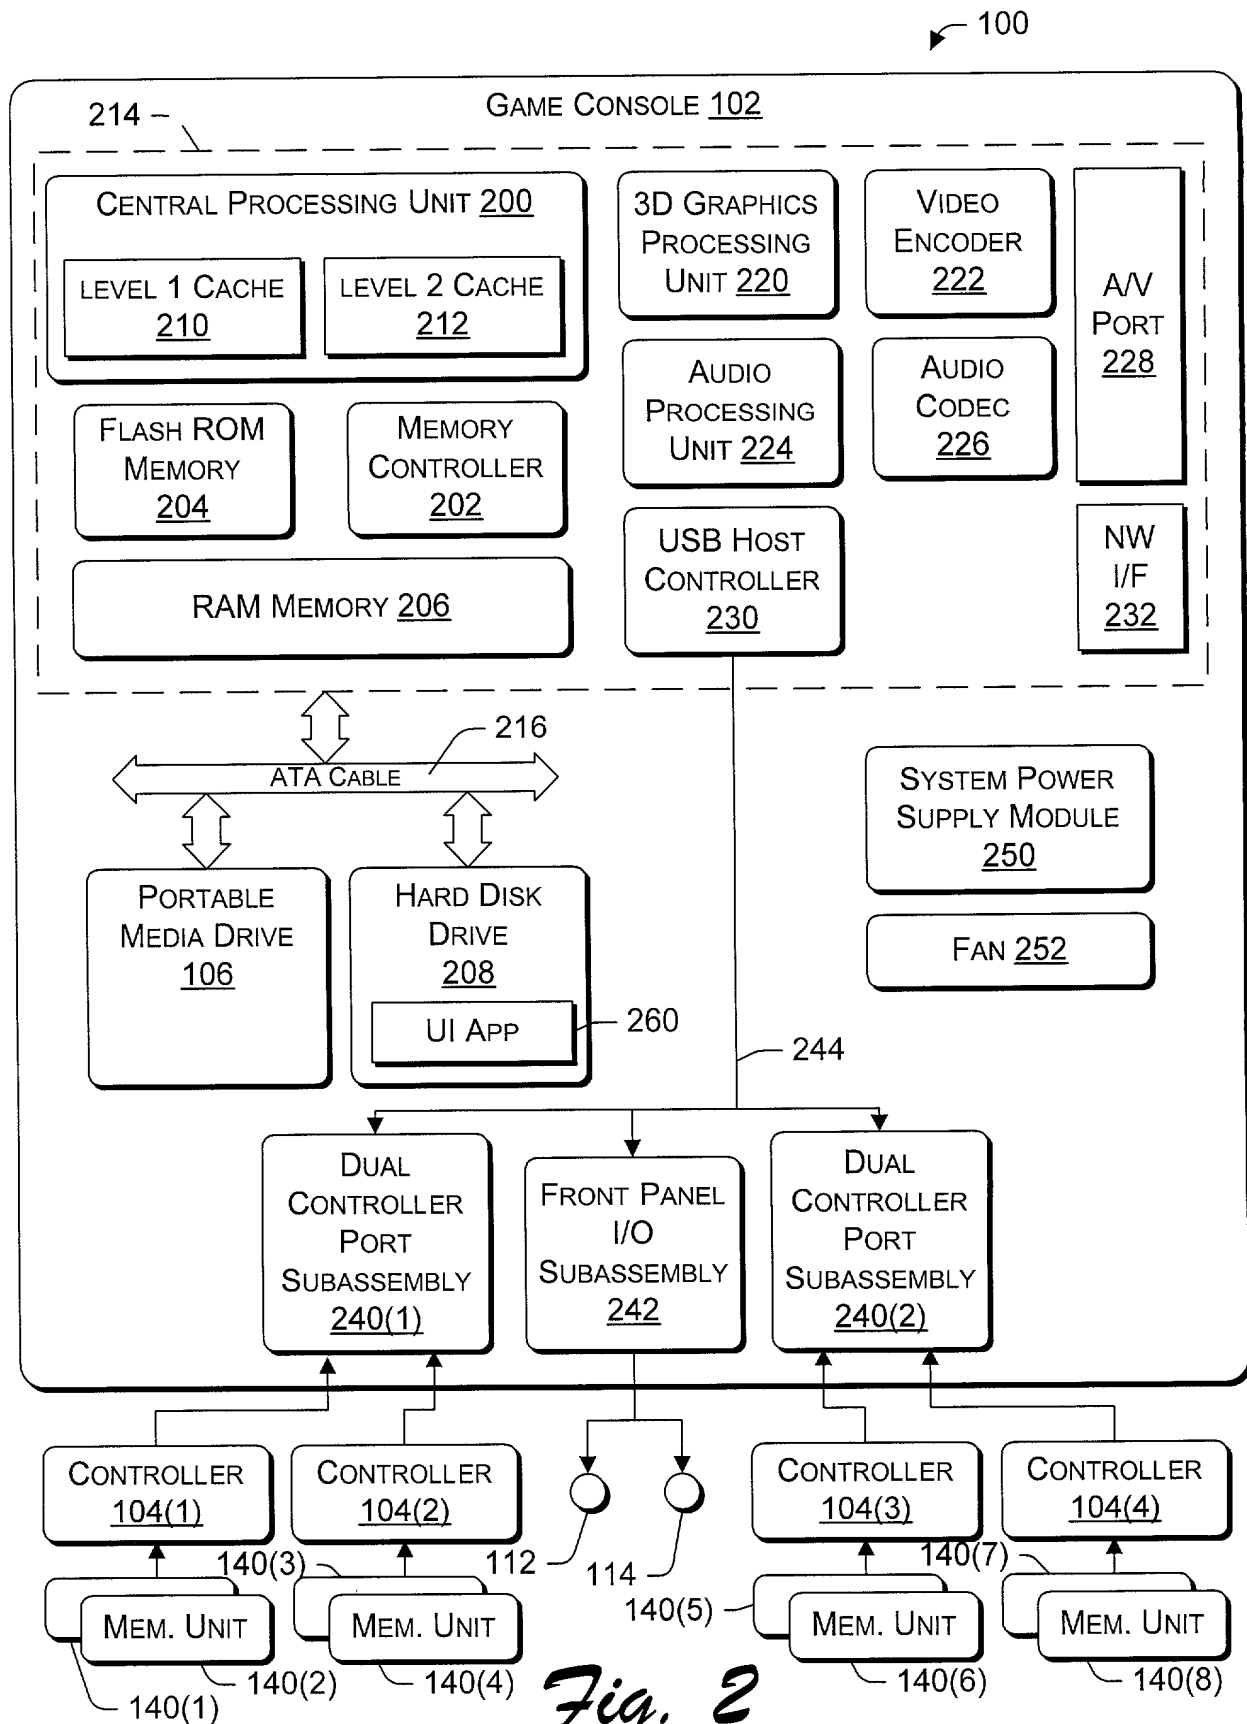 100
GAME CONSOLE 102
214
CENTRAL PROCESSING UNIT 200
LEVEL 1 CACHE
210
LEVEL 2 CACHE
212
3D GRAPHICS
PROCESSING
UNIT 220
VIDEO
ENCODER
222
A/V
PORT
228
AUDIO
PROCESSING
UNIT 224
AUDIO
CODEC
226
FLASH ROM
MEMORY
204
MEMORY
CONTROLLER
202
USB HOST
CONTROLLER
230
NW
I/F
232
RAM MEMORY 206
216
ATA CABLE
SYSTEM POWER
SUPPLY MODULE
250
PORTABLE
MEDIA DRIVE
106
HARD DISK
DRIVE
208
UI APP
260
FAN 252
244
DUAL
CONTROLLER
PORT
SUBASSEMBLY
240(1)
FRONT PANEL
I/O
SUBASSEMBLY
242
DUAL
CONTROLLER
PORT
SUBASSEMBLY
240(2)
CONTROLLER
104(1)
CONTROLLER
104(2)
112
114
CONTROLLER
104(3)
CONTROLLER
104(4)
140(3)
140(7)
140(5)
MEM. UNIT
MEM. UNIT
MEM. UNIT
MEM. UNIT
140(1)
140(2)
140(4)
140(6)
140(8)
Fig. 2